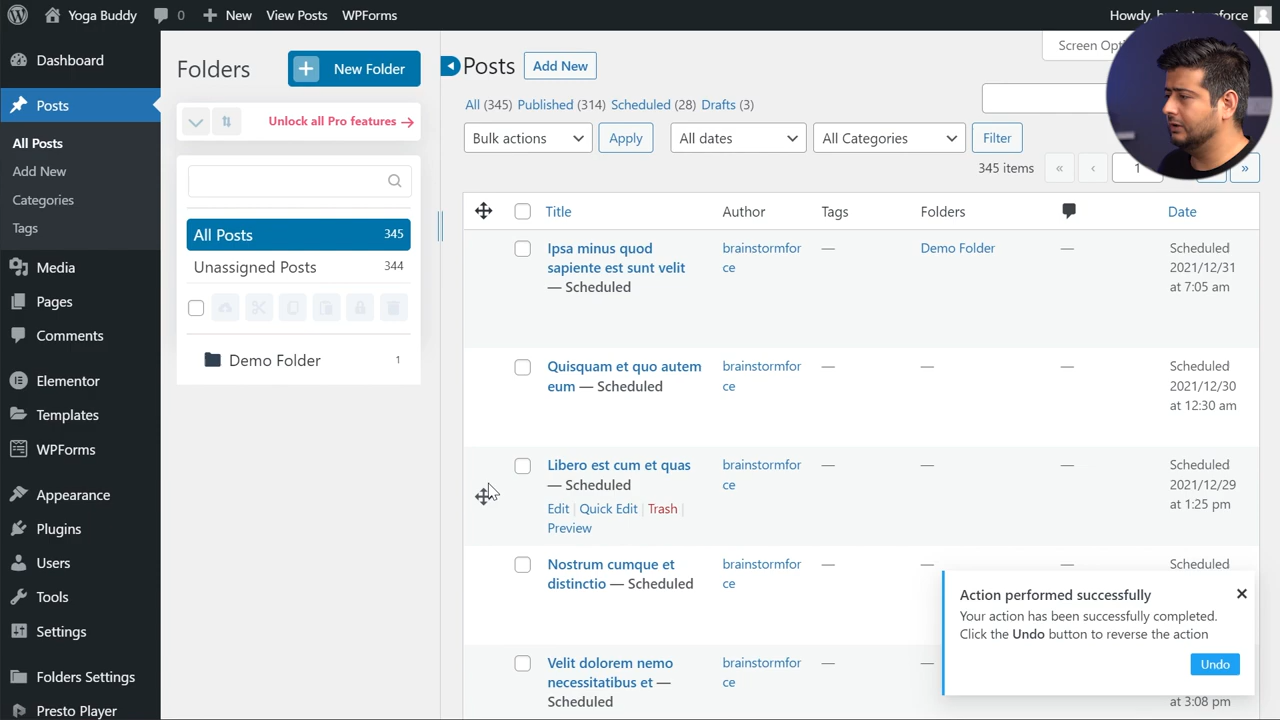 Yoga Buddy
0
New
View Posts
WPForms
Howdy,
Dashboard
Posts
All Posts
Add New
Categories
Tags
Media
Pages
Comments
Elementor
Templates
WPForms
Appearance
Plugins
Users
Tools
Settings
Folders Settings
Presto Player
Folders
New Folder
Unlock all Pro features →
All Posts 345
Unassigned Posts 344
Demo Folder 1
Screen
Posts
Add New
All (345) Published (314) Scheduled (28) Drafts (3)
Bulk actions
Apply
All dates
All Categories
Filter
345 items
«
‹
1
»
Title
Author
Tags
Folders
Date
Ipsa minus quod
sapiente est sunt velit
— Scheduled
brainstormfor
ce
—
Demo Folder
—
Scheduled
2021/12/31
at 7:05 am
Quisquam et quo autem
eum — Scheduled
brainstormfor
ce
—
—
—
Scheduled
2021/12/30
at 12:30 am
Libero est cum et quas
— Scheduled
Edit | Quick Edit | Trash |
Preview
brainstormfor
ce
—
—
—
Scheduled
2021/12/29
at 1:25 pm
Nostrum cumque et
distinctio — Scheduled
brainstormfor
ce
—
—
—
Scheduled
Velit dolorem nemo
necessitatibus et —
Scheduled
brainstormfor
ce
—
—
at 3:08 pm
Action performed successfully
Your action has been successfully completed.
Click the Undo button to reverse the action
Undo